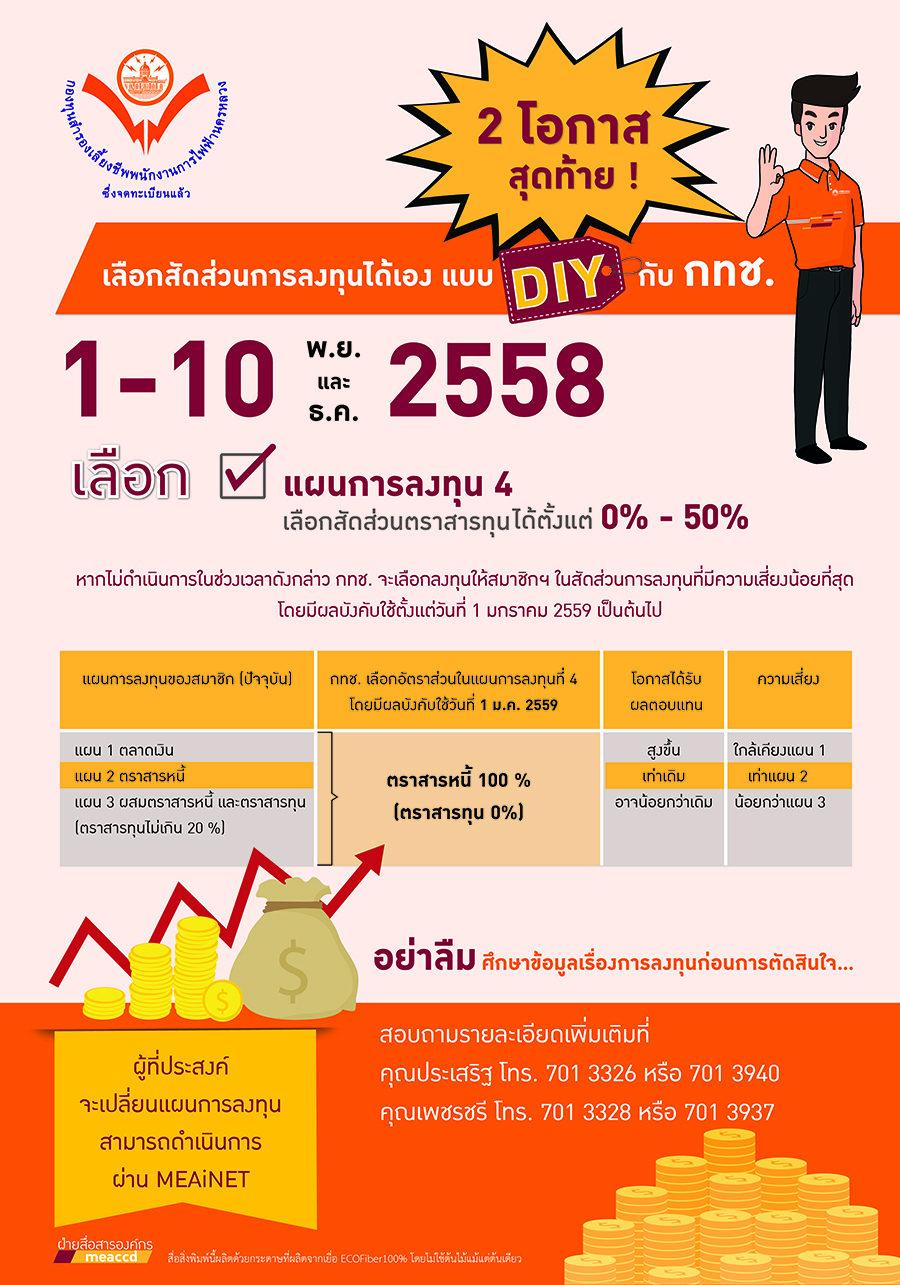 กองทุนสำรองเลี้ยงชีพพนักงานการไฟฟ้านครหลวง
ซึ่งจดทะเบียนแล้ว
2 โอกาส
สุดท้าย !
เลือกสัดส่วนการลงทุนได้เอง แบบ DIY กับ กทช.
1-10 พ.ย. และ ธ.ค. 2558
เลือก แผนการลงทุน 4
เลือกสัดส่วนตราสารทุนได้ตั้งแต่ 0% - 50%
หากไม่ดำเนินการในช่วงเวลาดังกล่าว กทช. จะเลือกลงทุนให้สมาชิกฯ ในสัดส่วนการลงทุนที่มีความเสี่ยงน้อยที่สุด
โดยมีผลบังคับใช้ตั้งแต่วันที่ 1 มกราคม 2559 เป็นต้นไป
แผนการลงทุนของสมาชิก (ปัจจุบัน)
กทช. เลือกอัตราส่วนในแผนการลงทุนที่ 4
โดยมีผลบังคับใช้วันที่ 1 ม.ค. 2559
โอกาสได้รับ
ผลตอบแทน
ความเสี่ยง
แผน 1 ตลาดเงิน
แผน 2 ตราสารหนี้
แผน 3 ผสมตราสารหนี้ และตราสารทุน
(ตราสารทุนไม่เกิน 20 %)
ตราสารหนี้ 100 %
(ตราสารทุน 0%)
สูงขึ้น
เท่าเดิม
อาจน้อยกว่าเดิม
ใกล้เคียงแผน 1
เท่าแผน 2
น้อยกว่าแผน 3
อย่าลืม ศึกษาข้อมูลเรื่องการลงทุนก่อนการตัดสินใจ...
ผู้ที่ประสงค์
จะเปลี่ยนแผนการลงทุน
สามารถดำเนินการ
ผ่าน MEAiNET
สอบถามรายละเอียดเพิ่มเติมที่
คุณประเสริฐ โทร. 701 3326 หรือ 701 3940
คุณเพชรชรี โทร. 701 3328 หรือ 701 3937
ฝ่ายสื่อสารองค์กร
meaccd
สื่อสิ่งพิมพ์นี้ผลิตด้วยกระดาษที่ผลิตจากเยื่อ ECOFiber100% โดยไม่ใช้ต้นไม้แม้แต่ต้นเดียว